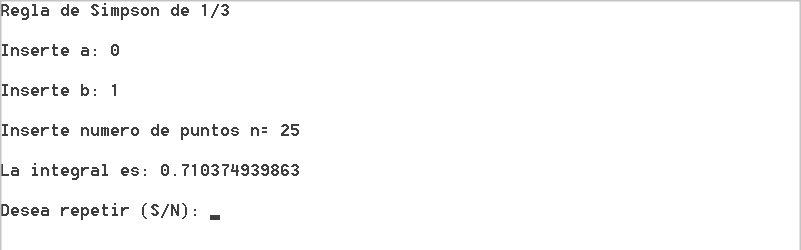 Regla de Simpson de 1/3
Inserte a: 0
Inserte b: 1
Inserte numero de puntos n= 25
La integral es: 0.710374939863
Desea repetir (S/N): _